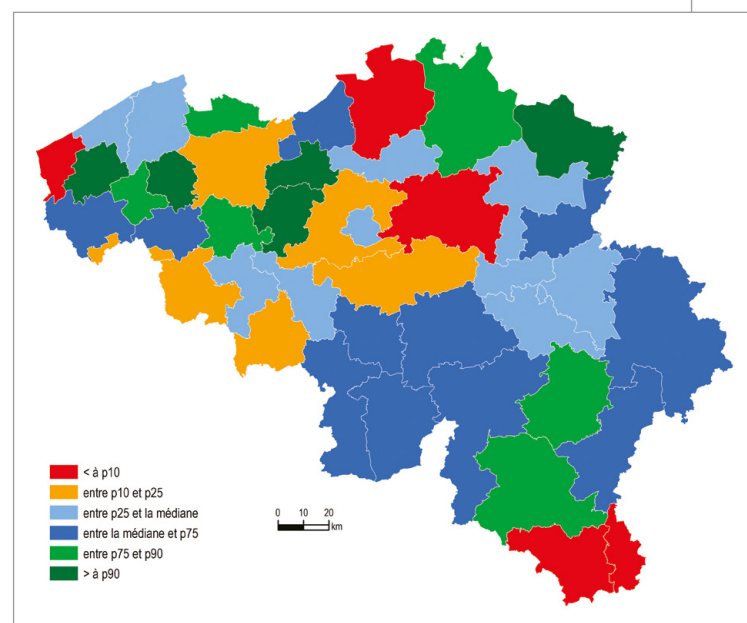 < à p10
entre p10 et p25
entre p25 et la médiane
entre la médiane et p75
entre p75 et p90
> à p90
0 10 20
km